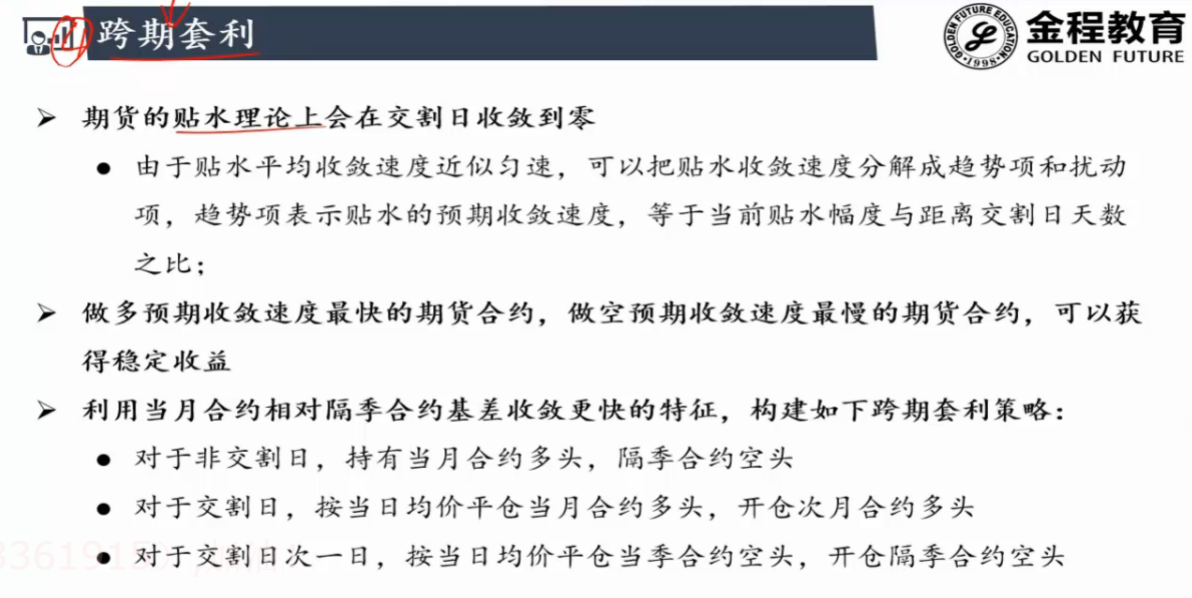 跨期套利
金程教育
GOLDEN FUTURE
GOLDEN FUTURE EDUCATION
·1998·
➢ 期货的贴水理论上会在交割日收敛到零
● 由于贴水平均收敛速度近似匀速，可以把贴水收敛速度分解成趋势项和扰动
项，趋势项表示贴水的预期收敛速度，等于当前贴水幅度与距离交割日天数
之比；
➢ 做多预期收敛速度最快的期货合约，做空预期收敛速度最慢的期货合约，可以获
得稳定收益
➢ 利用当月合约相对隔季合约基差收敛更快的特征，构建如下跨期套利策略：
● 对于非交割日，持有当月合约多头，隔季合约空头
● 对于交割日，按当日均价平仓当月合约多头，开仓次月合约多头
● 对于交割日次一日，按当日均价平仓当季合约空头，开仓隔季合约空头